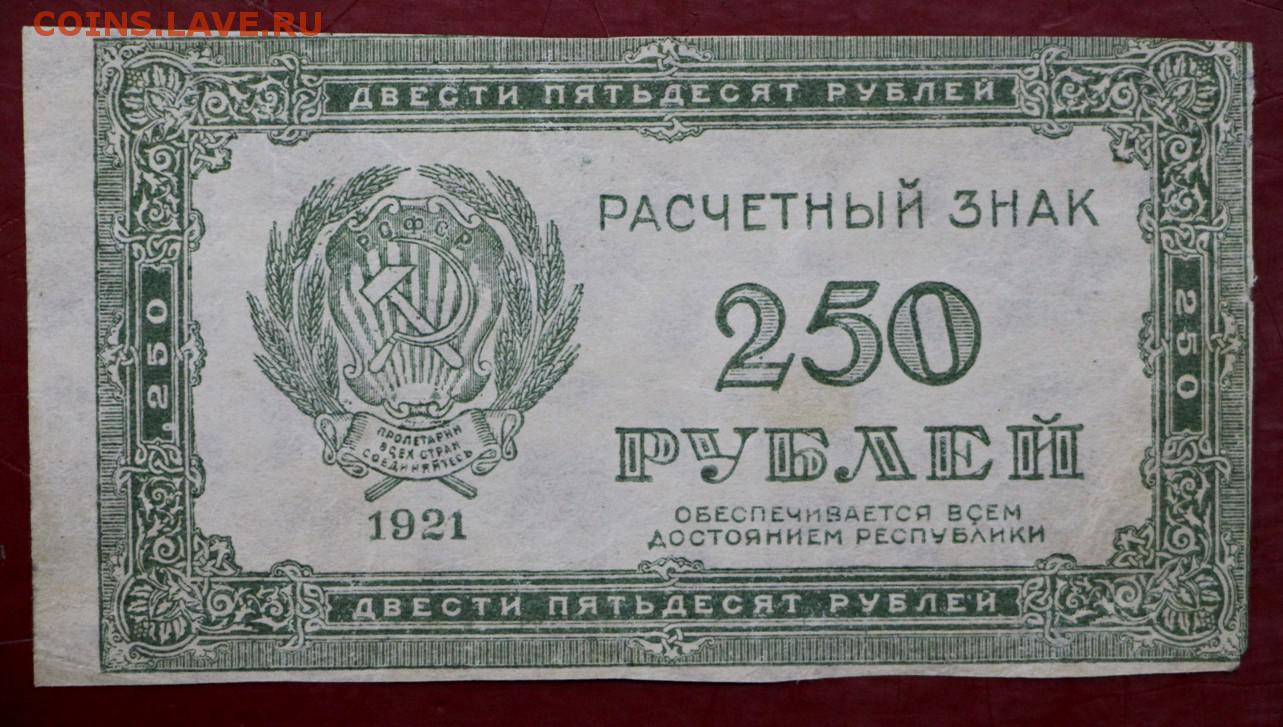 COINS.LAVE.RU
ДВЕСТИ ПЯТЬДЕСЯТ РУБЛЕЙ
РАСЧЕТНЫЙ ЗНАК
РСФСР
250
250
250
РУБЛЕЙ
ПРОЛЕТАРИИ
ВСЕХ СТРАН
СОЕДИНЯЙТЕСЬ
1921
ОБЕСПЕЧИВАЕТСЯ ВСЕМ
ДОСТОЯНИЕМ РЕСПУБЛИКИ
ДВЕСТИ ПЯТЬДЕСЯТ РУБЛЕЙ